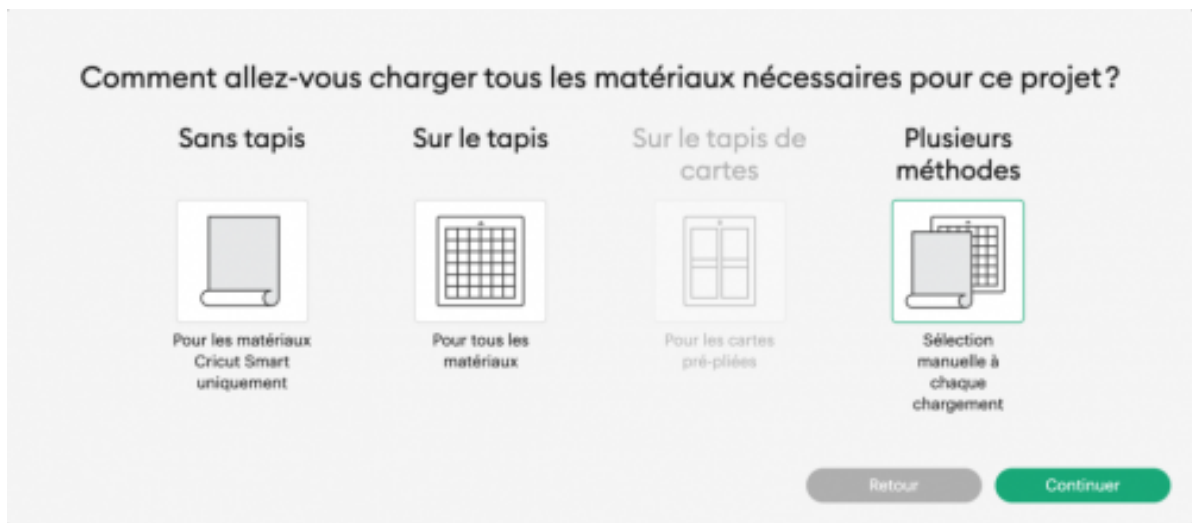 Comment allez-vous charger tous les matériaux nécessaires pour ce projet?
Sans tapis
Pour les matériaux
Cricut Smart
uniquement
Sur le tapis
Pour tous les
matériaux
Sur le tapis de
cartes
Pour les cartes
pré-pliées
Plusieurs
méthodes
Sélection
manuelle à
chaque
chargement
Retour
Continuer